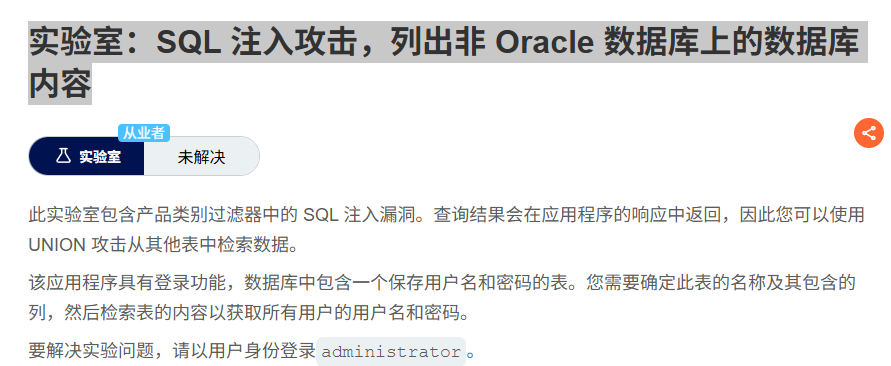 实验室：SQL 注入攻击，列出非 Oracle 数据库上的数据库
内容
从业者
实验室 未解决
此实验室包含产品类别过滤器中的 SQL 注入漏洞。查询结果会在应用程序的响应中返回，因此您可以使用
UNION 攻击从其他表中检索数据。
该应用程序具有登录功能，数据库中包含一个保存用户名和密码的表。您需要确定此表的名称及其包含的
列，然后检索表的内容以获取所有用户的用户名和密码。
要解决实验问题，请以用户身份登录 administrator 。